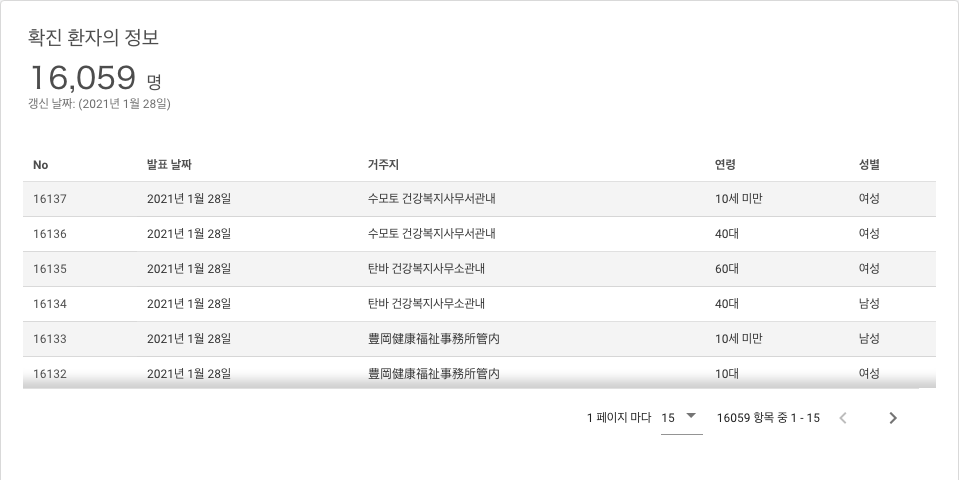 확진 환자의 정보
16,059 명
갱신 날짜: (2021년 1월 28일)
No 발표 날짜 거주지 연령 성별
16137 2021년 1월 28일 수모토 건강복지사무서관내 10세 미만 여성
16136 2021년 1월 28일 수모토 건강복지사무서관내 40대 여성
16135 2021년 1월 28일 탄바 건강복지사무소관내 60대 여성
16134 2021년 1월 28일 탄바 건강복지사무소관내 40대 남성
16133 2021년 1월 28일 豊岡健康福祉事務所管内 10세 미만 남성
16132 2021년 1월 28일 豊岡健康福祉事務所管内 10대 여성
1 페이지 마다 15 16059 항목 중 1 - 15